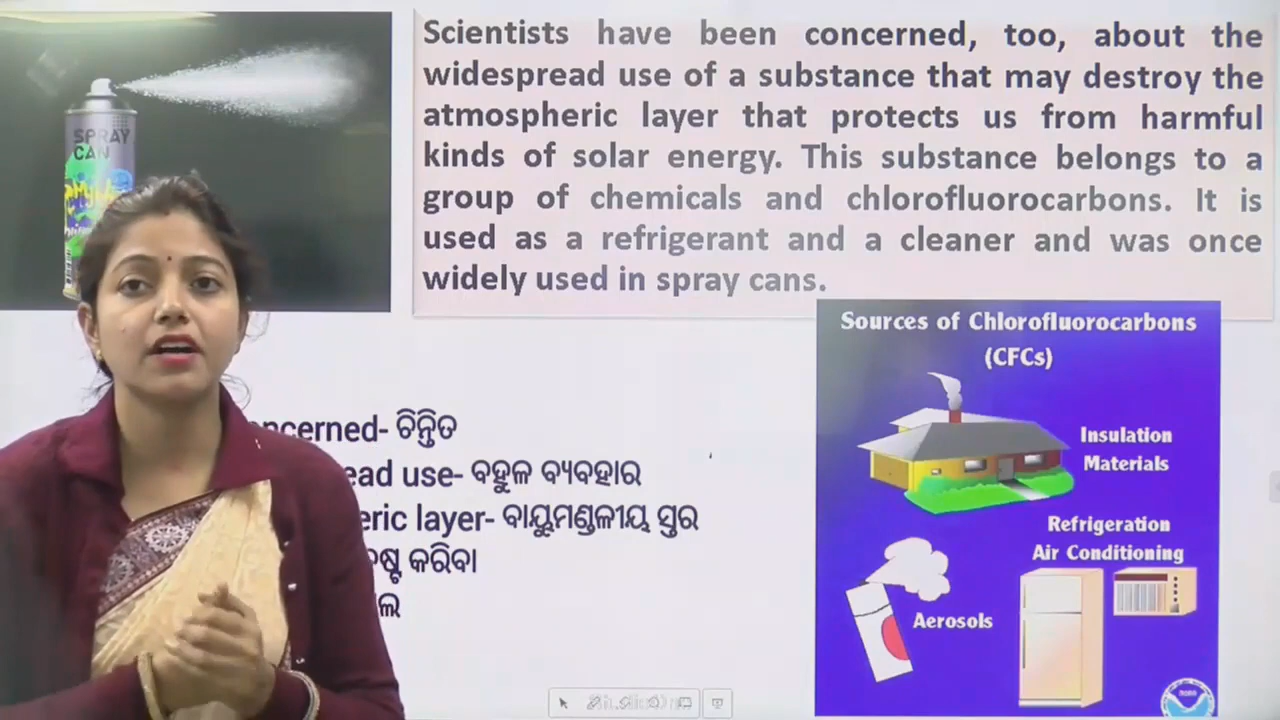 SPRAY
CAN
Scientists have been concerned, too, about the
widespread use of a substance that may destroy the
atmospheric layer that protects us from harmful
kinds of solar energy. This substance belongs to a
group of chemicals and chlorofluorocarbons. It is
used as a refrigerant and a cleaner and was once
widely used in spray cans.
Sources of Chlorofluorocarbons
(CFCs)
Insulation
Materials
Refrigeration
Air Conditioning
Aerosols
ncerned- ଚିନ୍ତିତ
ead use- ବହୁଳ ବ୍ୟବହାର
eric layer- ବାୟୁମଣ୍ଡଳୀୟ ସ୍ତର
କରିବା